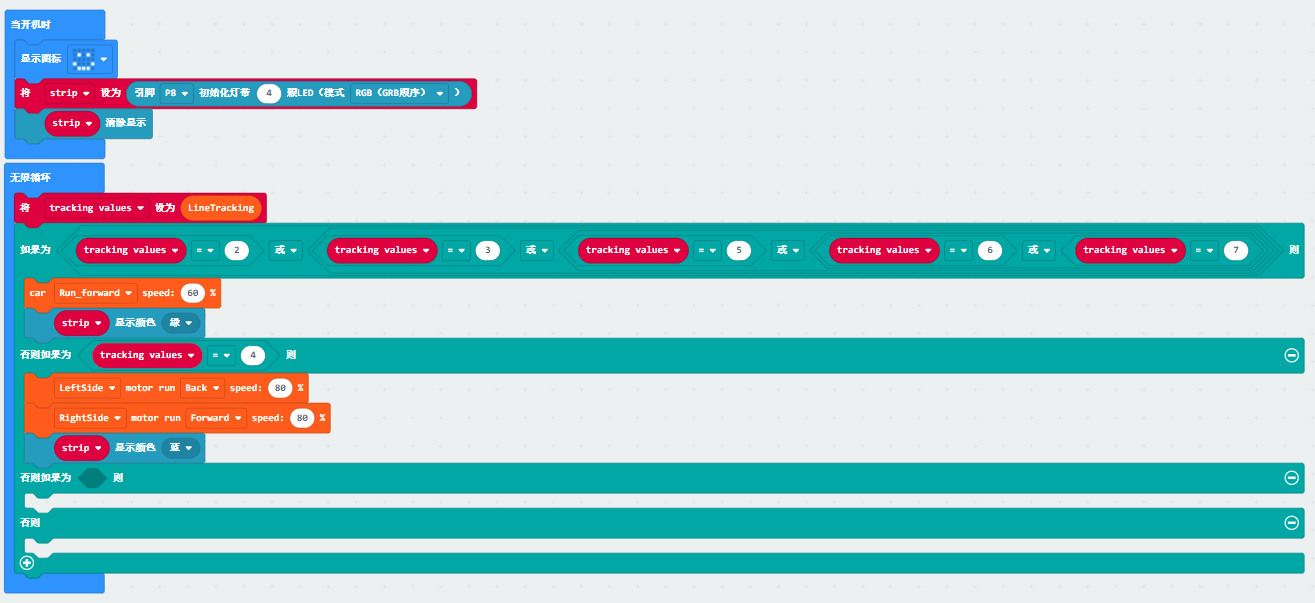 当开机时
显示图标
将 strip 设为 引脚 P8 初始化灯带 4 颗LED（模式 RGB（GRB顺序） ）
strip 清除显示
无限循环
将 tracking values 设为 LineTracking
如果为 tracking values = 2 或 tracking values = 3 或 tracking values = 5 或 tracking values = 6 或 tracking values = 7 则
car Run_forward speed: 60 %
strip 显示颜色 绿
否则如果为 tracking values = 4 则
LeftSide motor run Back speed: 80 %
RightSide motor run Forward speed: 80 %
strip 显示颜色 蓝
否则如果为 则
否则